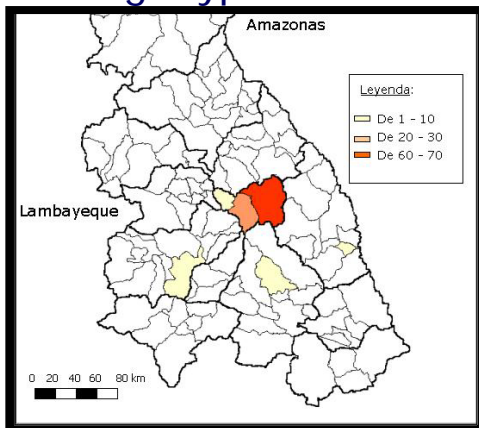 Amazonas
Leyenda:
De 1 - 10
De 20 - 30
De 60 - 70
Lambayeque
0 20 40 60 80 km